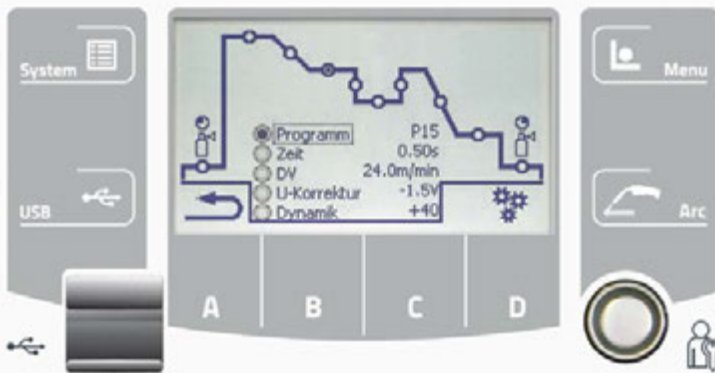 System
Menu
Programm P15
Zeit 0.50s
DV 24.0m/min
U-Korrektur -1.5V
Dynamik +40
USB
Arc
A B C D